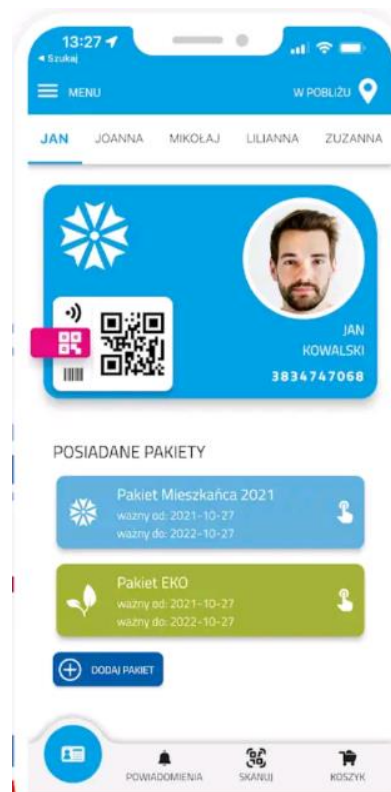 13:27
◂ Szukaj
MENU
W POBLIŻU
JAN JOANNA MIKOŁAJ LILIANNA ZUZANNA
JAN
KOWALSKI
3834747068
POSIADANE PAKIETY
Pakiet Mieszkańca 2021
ważny od: 2021-10-27
ważny do: 2022-10-27
Pakiet EKO
ważny od: 2021-10-27
ważny do: 2022-10-27
DODAJ PAKIET
POWIADOMIENIA SKANUJ KOSZYK